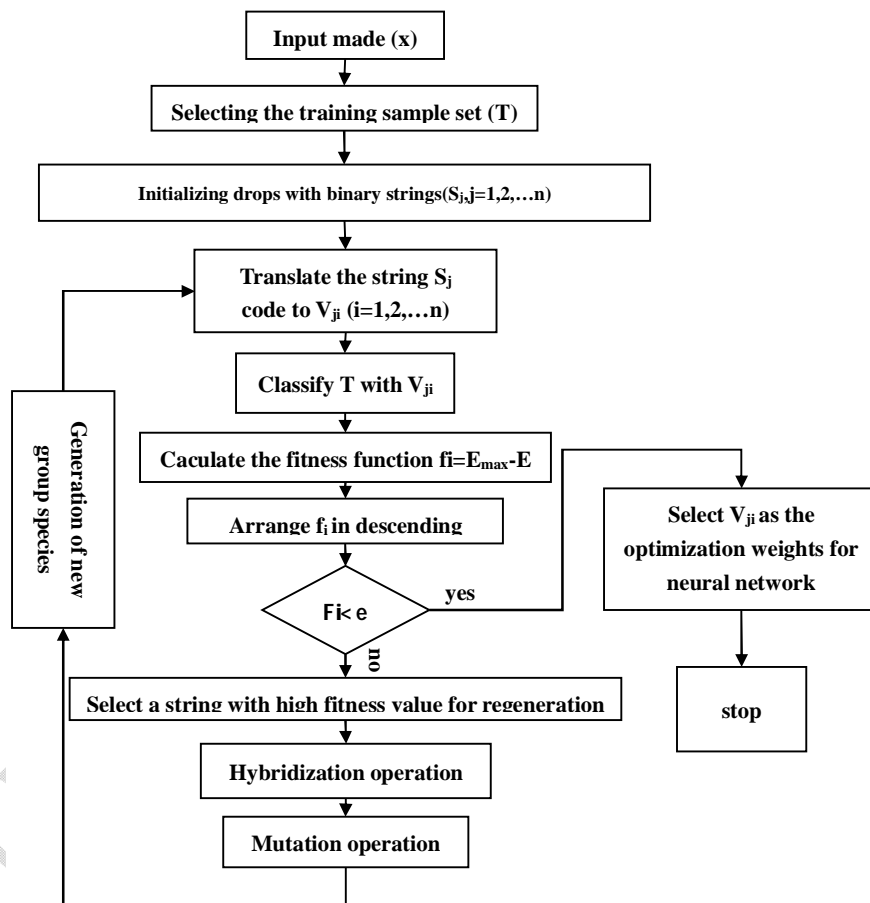 Input made (x)
Selecting the training sample set (T)
Initializing drops with binary strings(Sj,j=1,2,…n)
Translate the string Sj
code to Vji (i=1,2,…n)
Classify T with Vji
Caculate the fitness function fi=Emax-E
Arrange fi in descending
Fi< e
yes
no
Select Vji as the
optimization weights for
neural network
stop
Select a string with high fitness value for regeneration
Hybridization operation
Mutation operation
Generation of new
group species